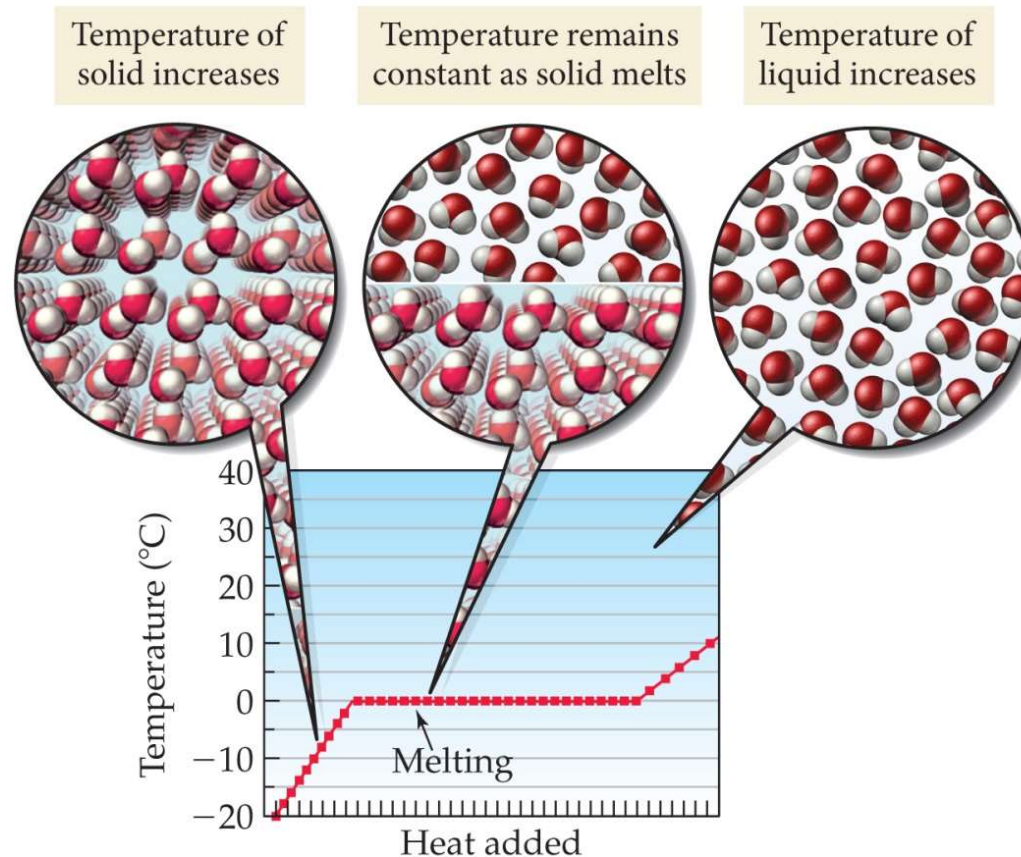 Temperature of
solid increases
Temperature remains
constant as solid melts
Temperature of
liquid increases
Temperature (°C)
40
30
20
10
0
−10
−20
Melting
Heat added